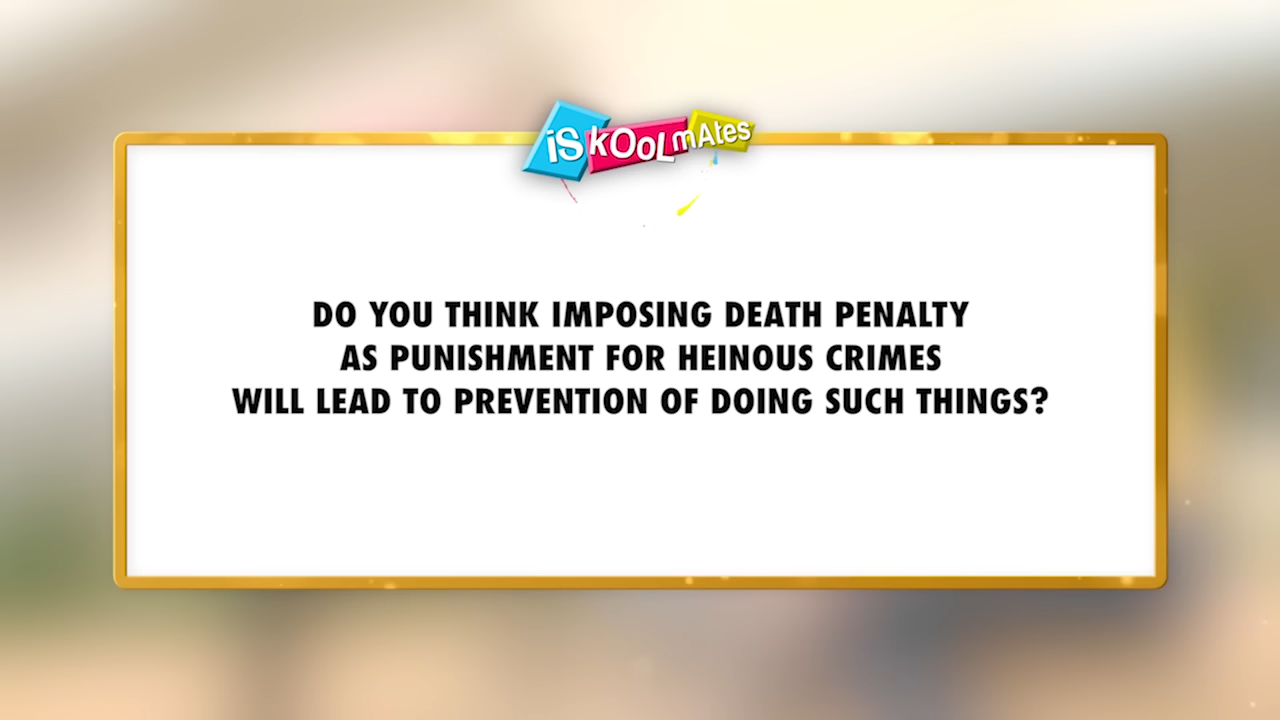 iSkOoLmAtes
DO YOU THINK IMPOSING DEATH PENALTY
AS PUNISHMENT FOR HEINOUS CRIMES
WILL LEAD TO PREVENTION OF DOING SUCH THINGS?